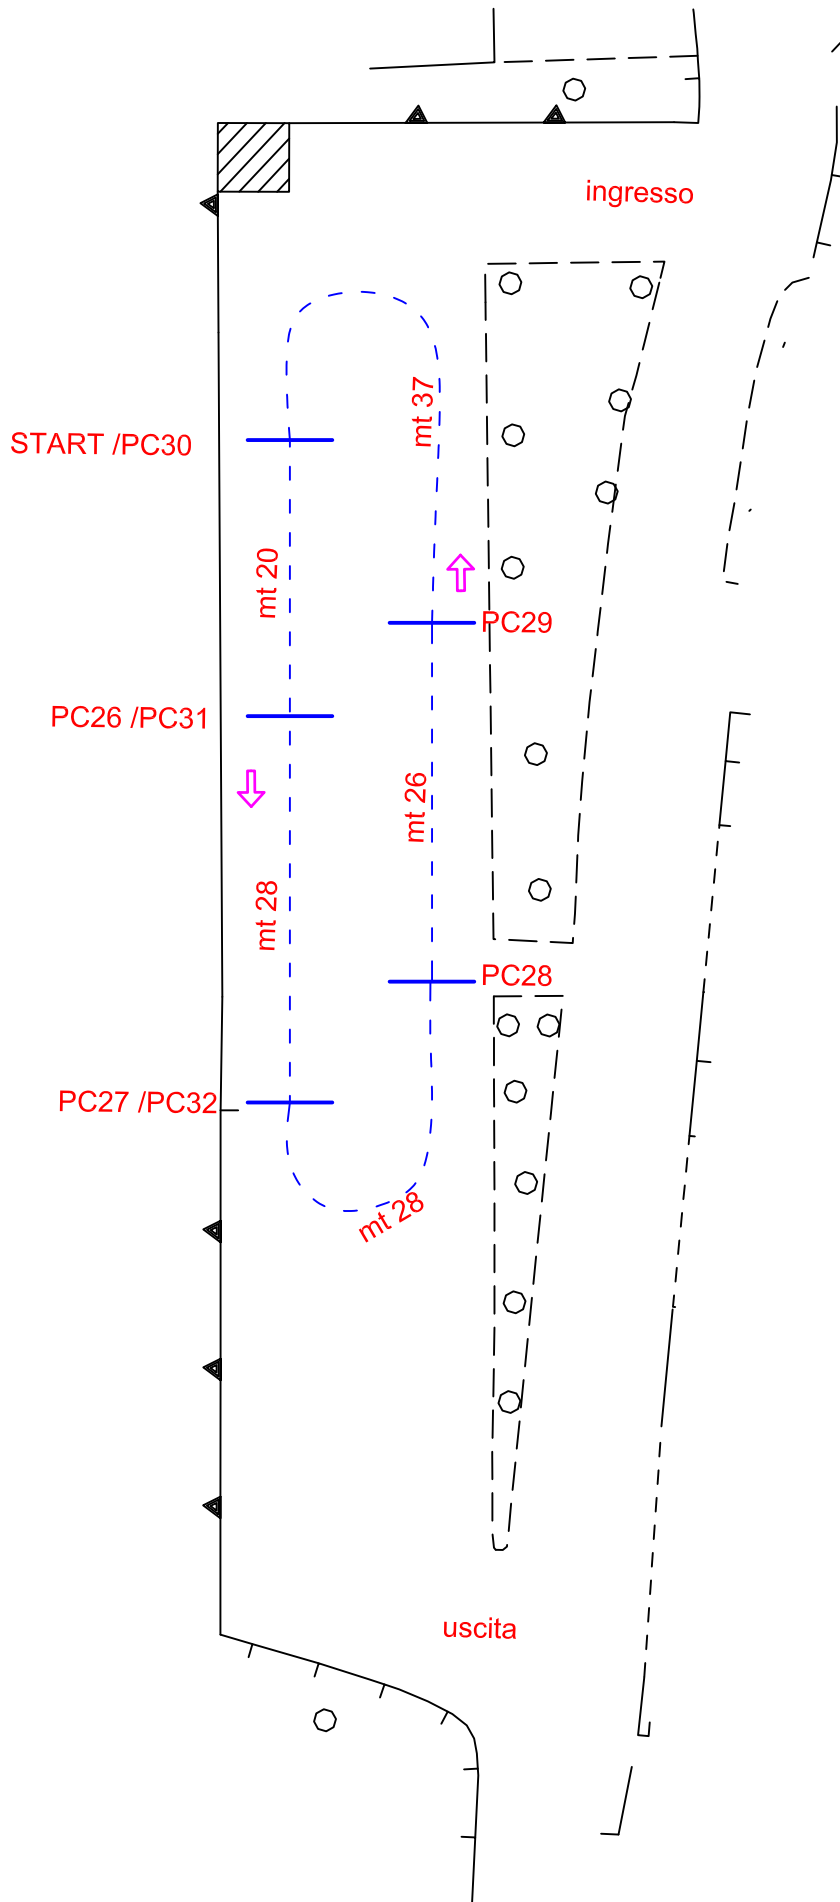 ingresso
mt 37
START /PC30
mt 20
PC29
PC26 /PC31
mt 26
mt 28
PC28
PC27 /PC32
mt 28
uscita